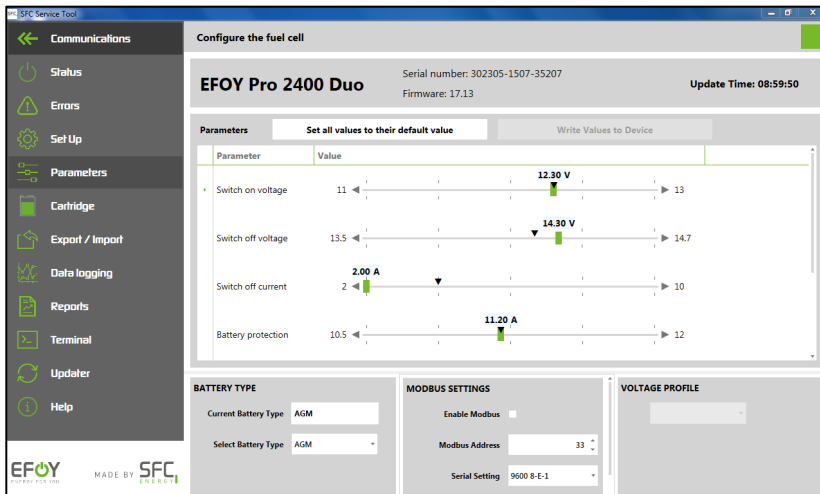 SFC Service Tool
Communications
Status
Errors
Set Up
Parameters
Cartridge
Export / Import
Data logging
Reports
Terminal
Updater
Help
EFOY
ENERGY FOR YOU
MADE BY SFC
ENERGY
Configure the fuel cell
EFOY Pro 2400 Duo
Serial number: 302305-1507-35207
Firmware: 17.13
Update Time: 08:59:50
Parameters Set all values to their default value Write Values to Device
Parameter Value
12.30 V
Switch on voltage 11 13
14.30 V
Switch off voltage 13.5 14.7
2.00 A
Switch off current 2 10
11.20 A
Battery protection 10.5 12
BATTERY TYPE
Current Battery Type AGM
Select Battery Type AGM
MODBUS SETTINGS
Enable Modbus
Modbus Address 33
Serial Setting 9600 8-E-1
VOLTAGE PROFILE